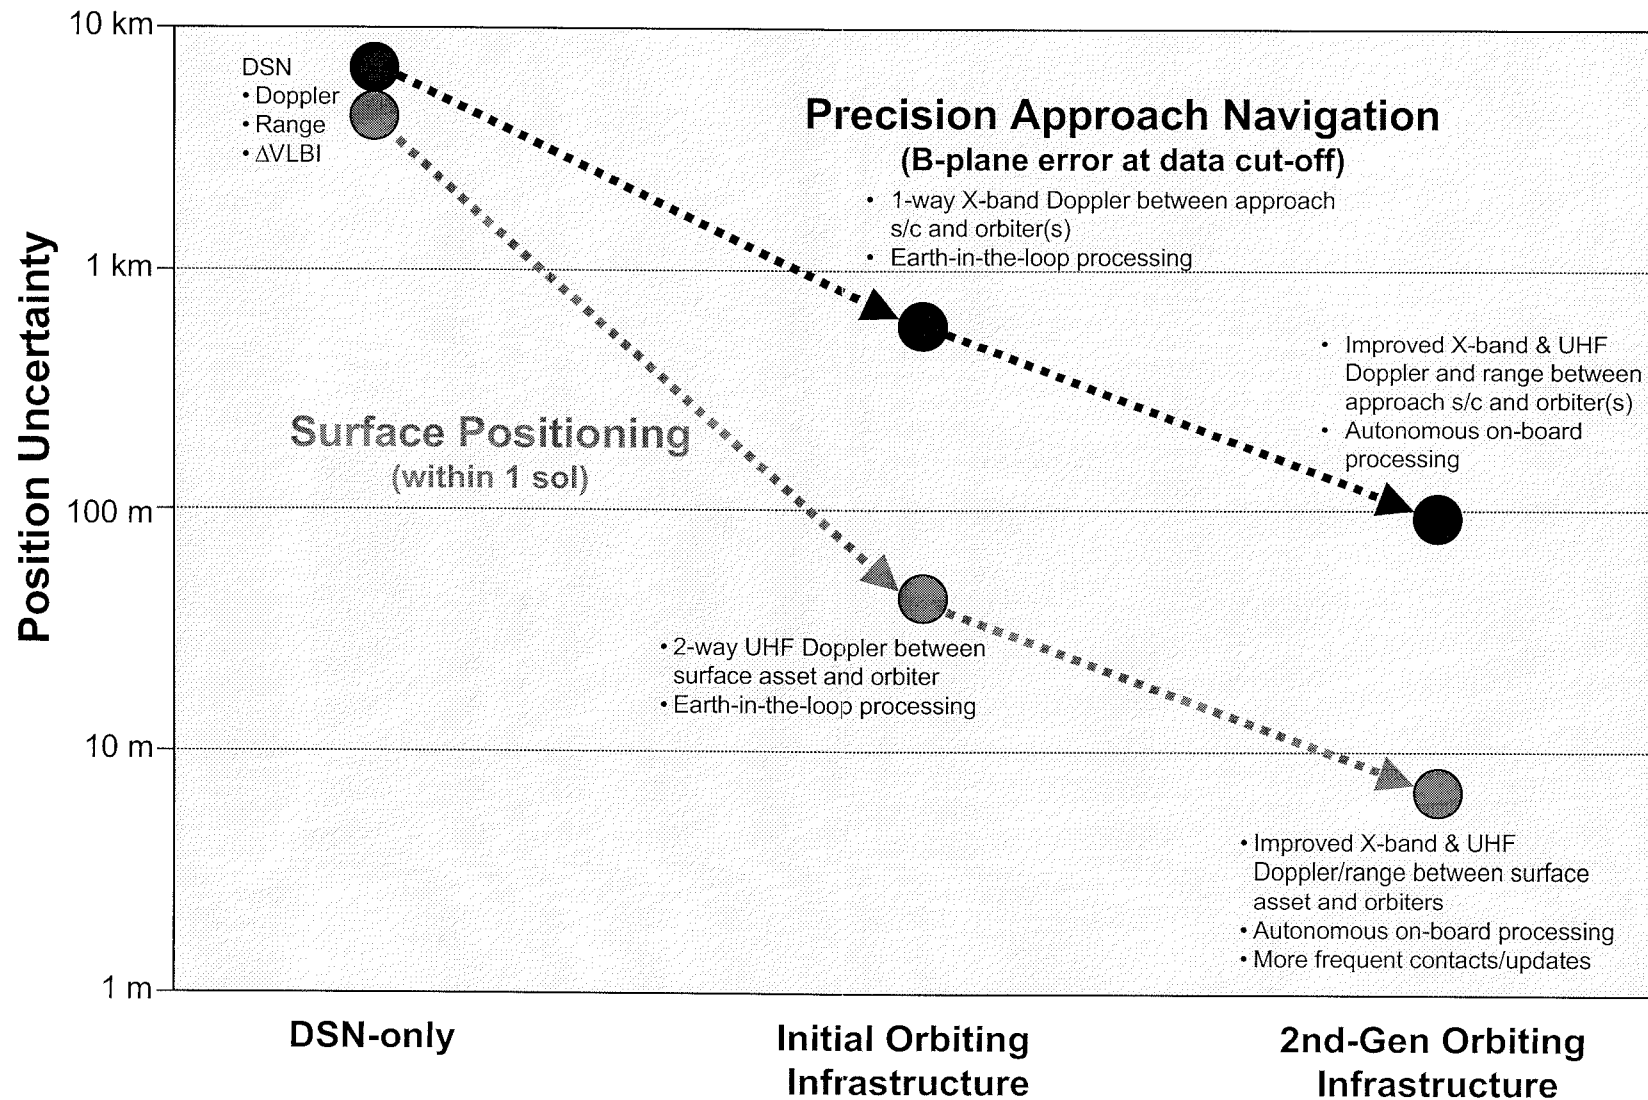 Position Uncertainty
10 km
1 km
100 m
10 m
1 m
DSN
• Doppler
• Range
• ΔVLBI
Precision Approach Navigation
(B-plane error at data cut-off)
• 1-way X-band Doppler between approach
s/c and orbiter(s)
• Earth-in-the-loop processing
• Improved X-band & UHF
Doppler and range between
approach s/c and orbiter(s)
• Autonomous on-board
processing
Surface Positioning
(within 1 sol)
• 2-way UHF Doppler between
surface asset and orbiter
• Earth-in-the-loop processing
• Improved X-band & UHF
Doppler/range between surface
asset and orbiters
• Autonomous on-board processing
• More frequent contacts/updates
DSN-only
Initial Orbiting
Infrastructure
2nd-Gen Orbiting
Infrastructure